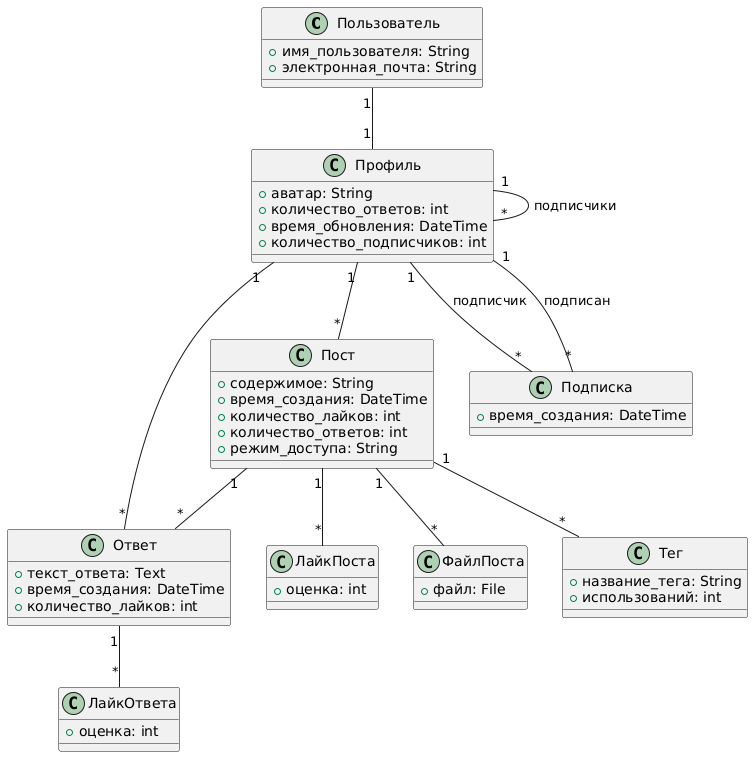 C Пользователь
имя_пользователя: String
электронная_почта: String
1
1
C Профиль
аватар: String
количество_ответов: int
время_обновления: DateTime
количество_подписчиков: int
1
*
подписчики
1
1
1
1
подписчик
подписан
*
*
*
C Пост
содержимое: String
время_создания: DateTime
количество_лайков: int
количество_ответов: int
режим_доступа: String
C Подписка
время_создания: DateTime
1
1
1
1
*
*
*
*
*
C Ответ
текст_ответа: Text
время_создания: DateTime
количество_лайков: int
C ЛайкПоста
оценка: int
C ФайлПоста
файл: File
C Тег
название_тега: String
использований: int
1
*
C ЛайкОтвета
оценка: int